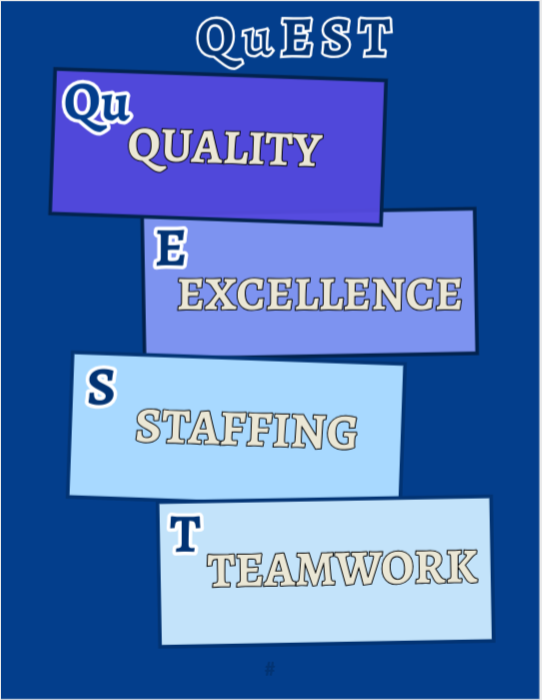 QuEST
Qu
QUALITY
E
EXCELLENCE
S
STAFFING
T
TEAMWORK
#